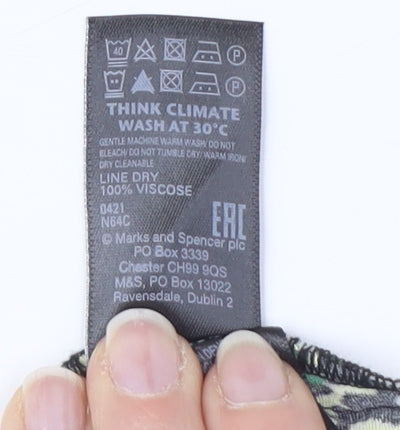 40 P
P
THINK CLIMATE
WASH AT 30°C
GENTLE MACHINE WARM WASH/ DO NOT
BLEACH/ DO NOT TUMBLE DRY/ WARM IRON/
DRY CLEANABLE
LINE DRY
100% VISCOSE
0421
N64C
EAC
© Marks and Spencer plc
PO Box 3339
Chester CH99 9QS
M&S, PO Box 13022
Ravensdale, Dublin 2